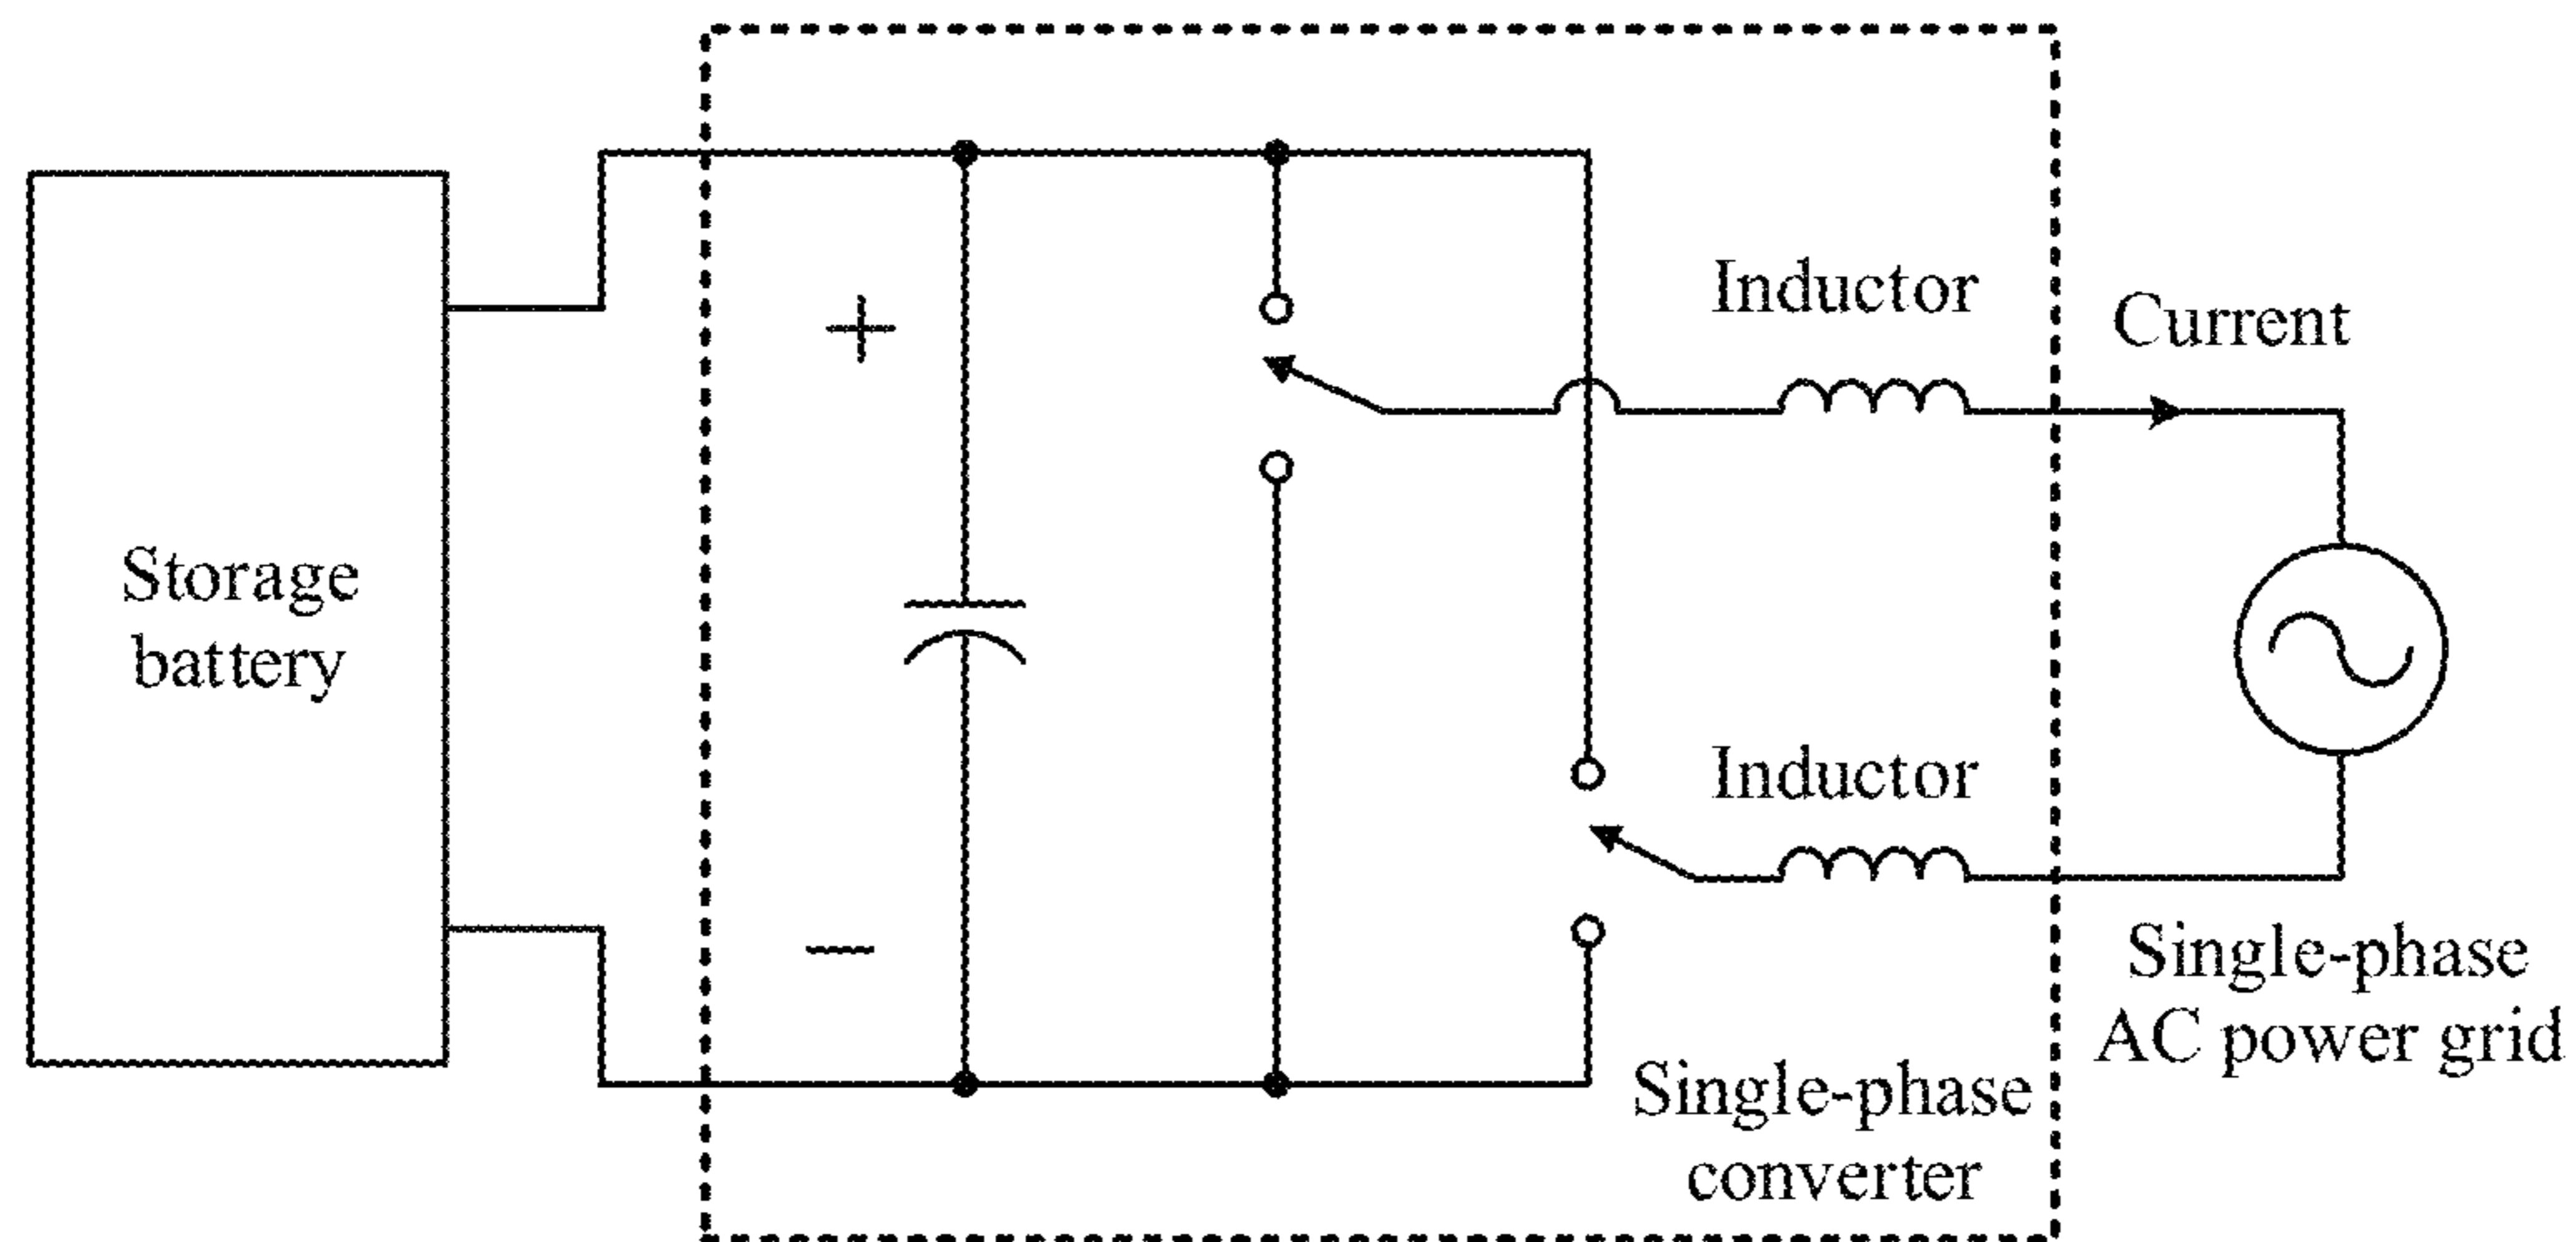 Storage
battery
+
—
Inductor
Current
Inductor
Single-phase
converter
Single-phase
AC power grid